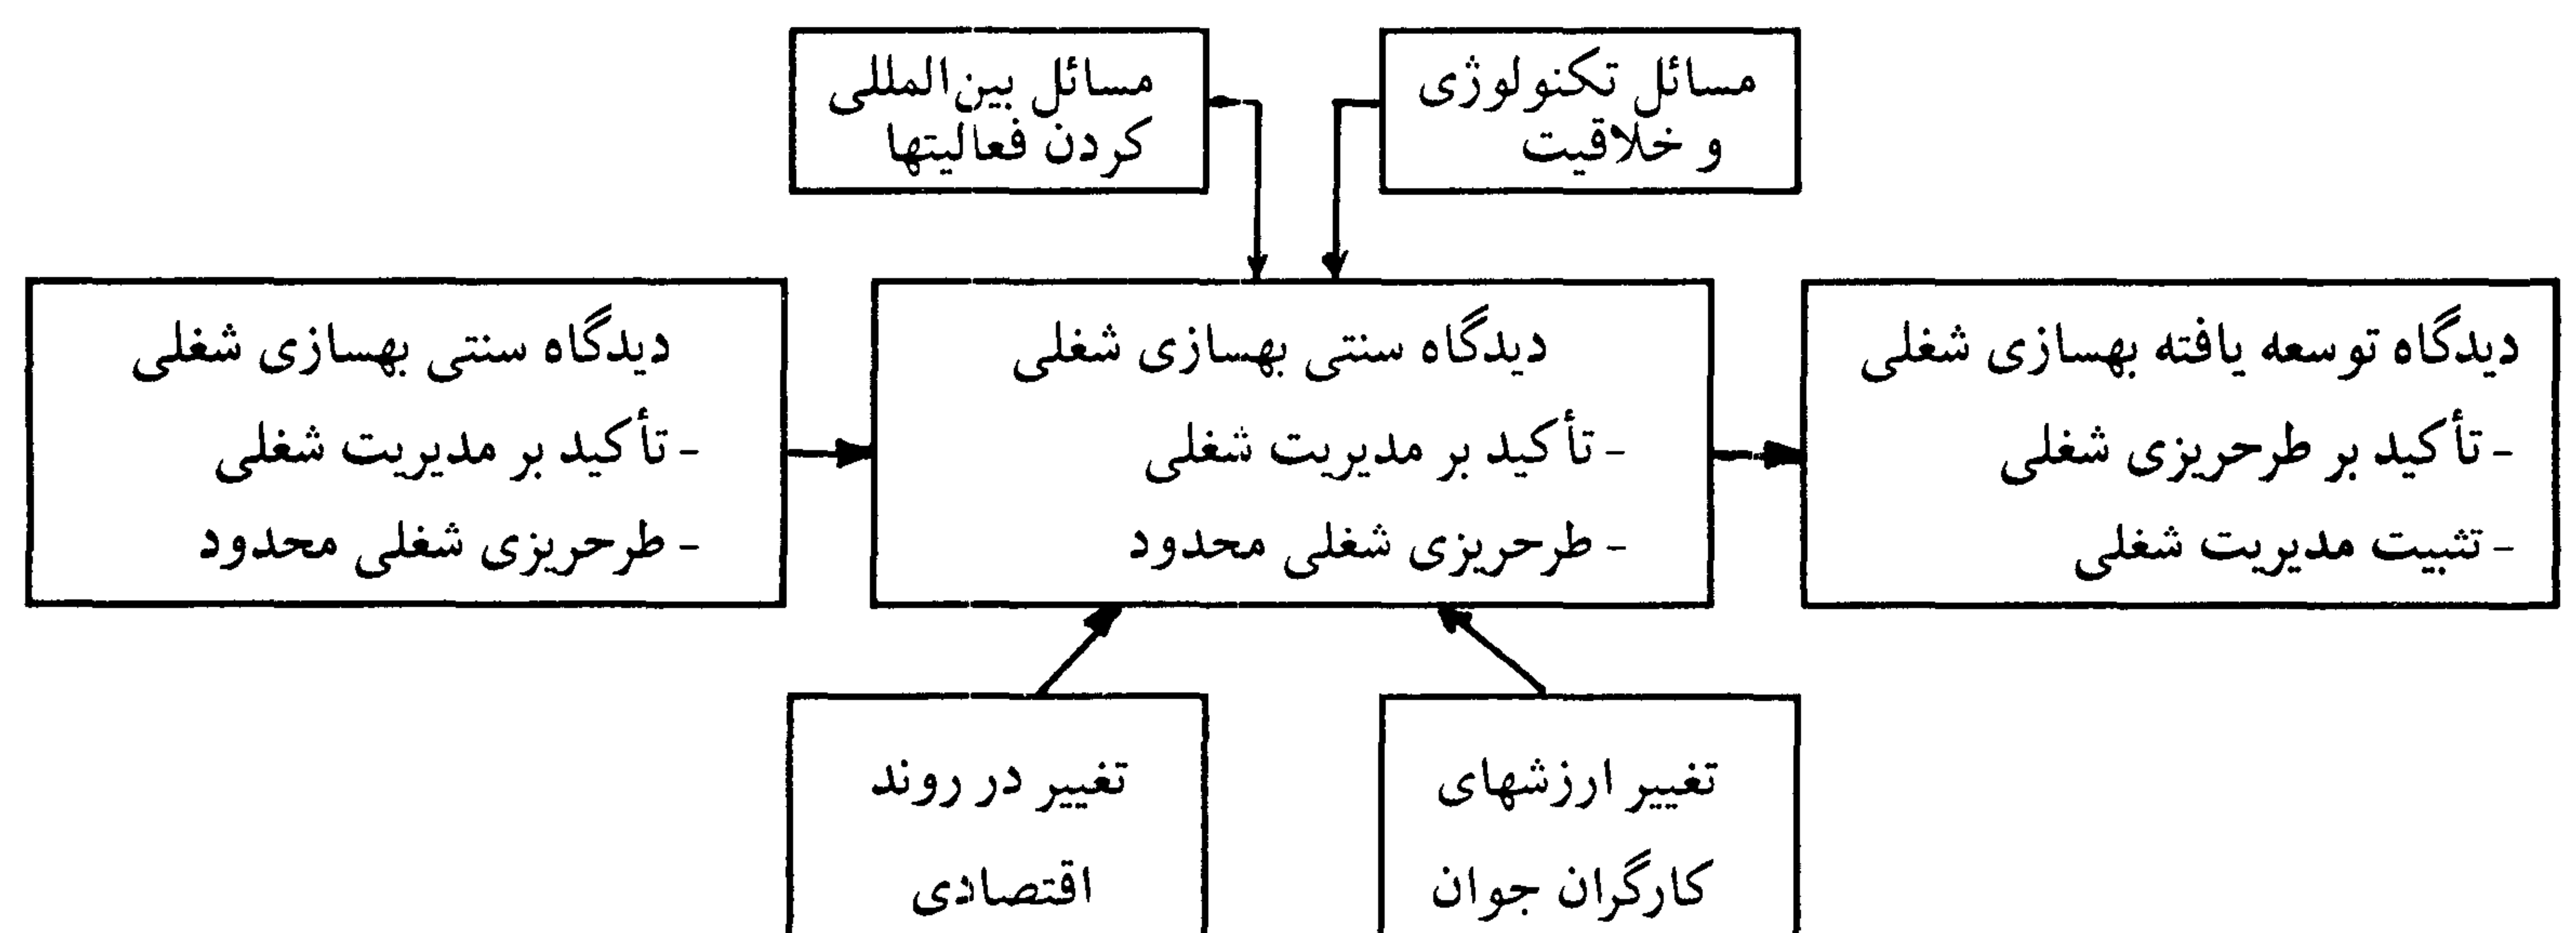 مسائل تکنولوژی
و خلاقیت
مسائل بین‌المللی
کردن فعالیتها
دیدگاه توسعه یافته بهسازی شغلی
- تأکید بر طرحریزی شغلی
- تثبیت مدیریت شغلی
دیدگاه سنتی بهسازی شغلی
- تأکید بر مدیریت شغلی
- طرحریزی شغلی محدود
دیدگاه سنتی بهسازی شغلی
- تأکید بر مدیریت شغلی
- طرحریزی شغلی محدود
تغییر ارزشهای
کارگران جوان
تغییر در روند
اقتصادی